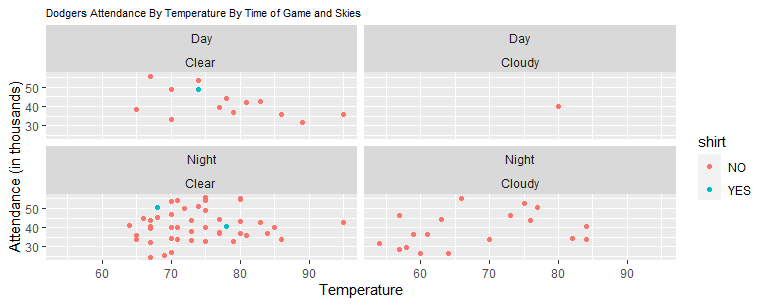 Dodgers Attendance By Temperature By Time of Game and Skies
Day
Clear
Day
Cloudy
50
40
30
Night
Clear
Night
Cloudy
50
40
30
60 70 80 90
60 70 80 90
Attendance (in thousands)
Temperature
shirt
NO
YES